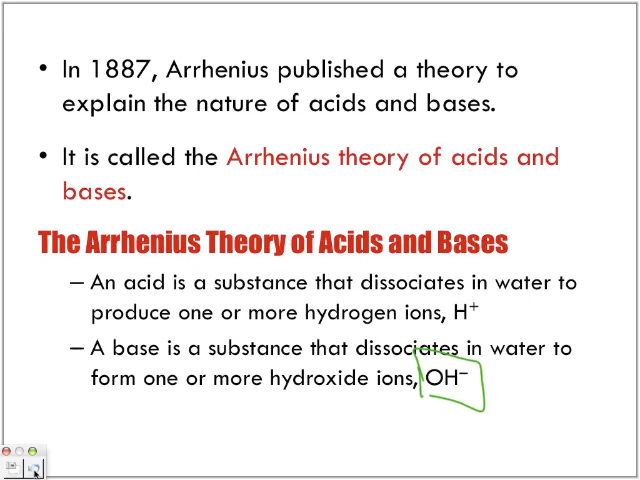 • In 1887, Arrhenius published a theory to
explain the nature of acids and bases.
• It is called the Arrhenius theory of acids and
bases.
The Arrhenius Theory of Acids and Bases
– An acid is a substance that dissociates in water to
produce one or more hydrogen ions, H⁺
– A base is a substance that dissociates in water to
form one or more hydroxide ions, OH⁻